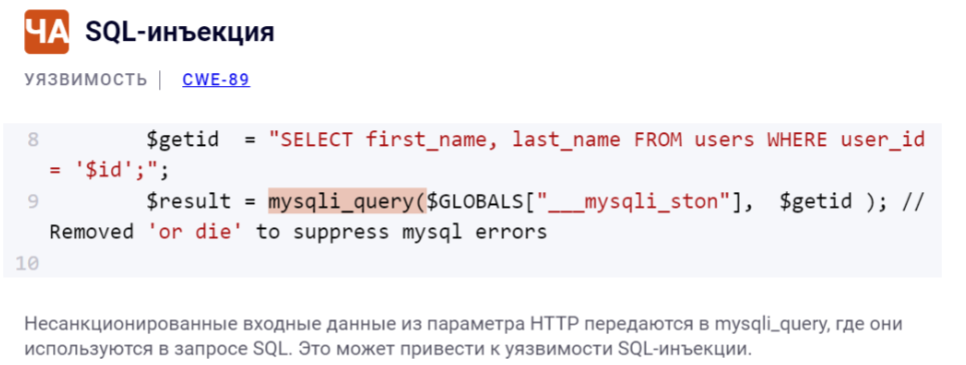 ЧА SQL-инъекция
УЯЗВИМОСТЬ | CWE-89
8 $getid = "SELECT first_name, last_name FROM users WHERE user_id
= '$id';";
9 $result = mysqli_query($GLOBALS["___mysqli_ston"], $getid ); //
Removed 'or die' to suppress mysql errors
10
Несанкционированные входные данные из параметра HTTP передаются в mysqli_query, где они
используются в запросе SQL. Это может привести к уязвимости SQL-инъекции.